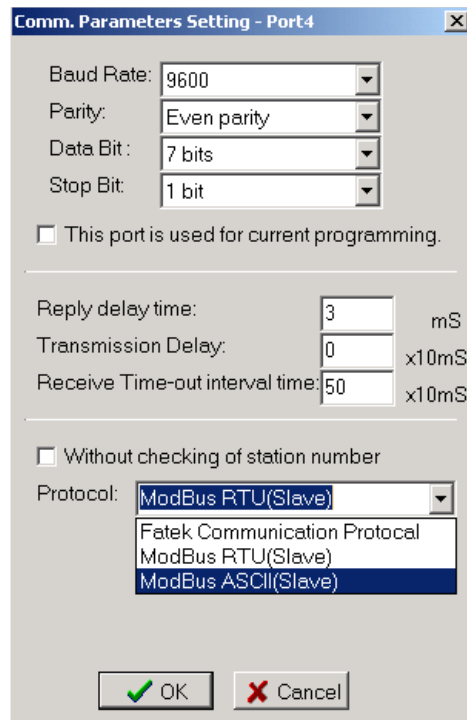 Comm. Parameters Setting - Port4
Baud Rate: 9600
Parity: Even parity
Data Bit : 7 bits
Stop Bit: 1 bit
This port is used for current programming.
Reply delay time: 3 mS
Transmission Delay: 0 x10mS
Receive Time-out interval time: 50 x10mS
Without checking of station number
Protocol: ModBus RTU(Slave)
Fatek Communication Protocal
ModBus RTU(Slave)
ModBus ASCII(Slave)
OK Cancel